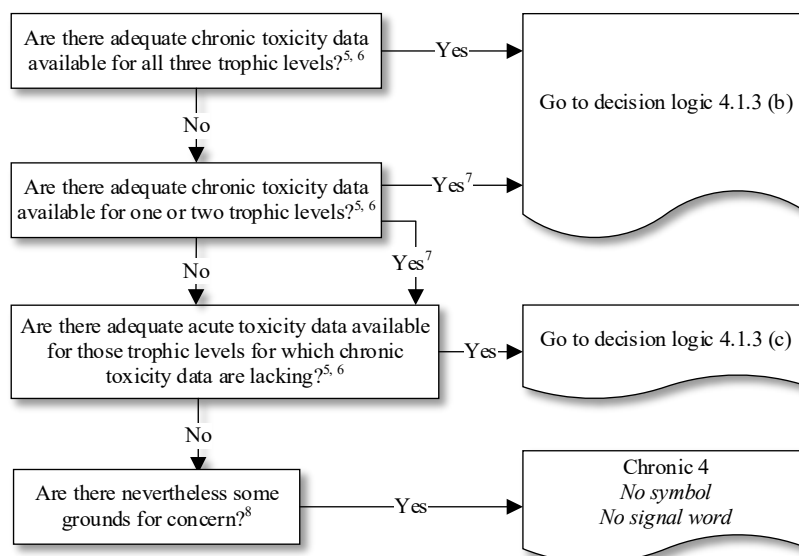 Are there adequate chronic toxicity data
available for all three trophic levels?5, 6
Yes
Go to decision logic 4.1.3 (b)
No
Are there adequate chronic toxicity data
available for one or two trophic levels?5, 6
Yes7
Yes7
No
Are there adequate acute toxicity data available
for those trophic levels for which chronic
toxicity data are lacking?5, 6
Yes
Go to decision logic 4.1.3 (c)
No
Are there nevertheless some
grounds for concern?8
Yes
Chronic 4
No symbol
No signal word